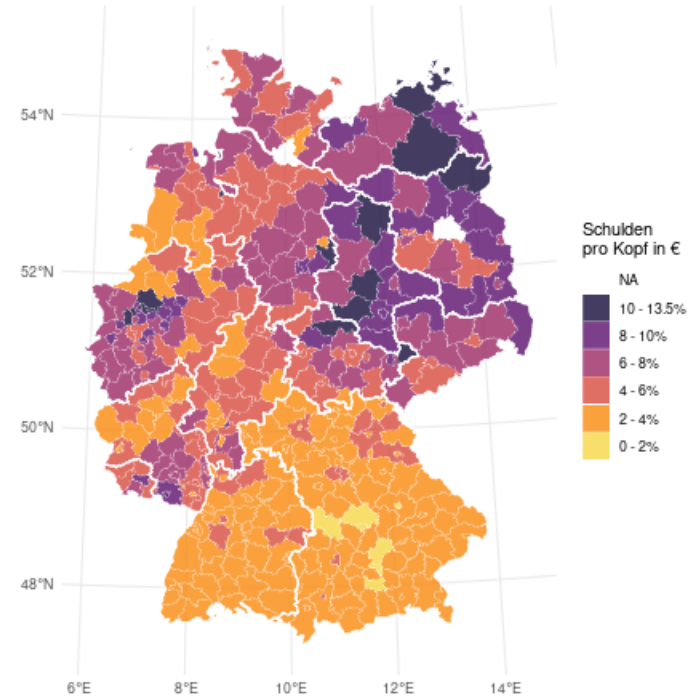 54°N
52°N
50°N
48°N
6°E 8°E 10°E 12°E 14°E
Schulden
pro Kopf in €
NA
10 - 13.5%
8 - 10%
6 - 8%
4 - 6%
2 - 4%
0 - 2%